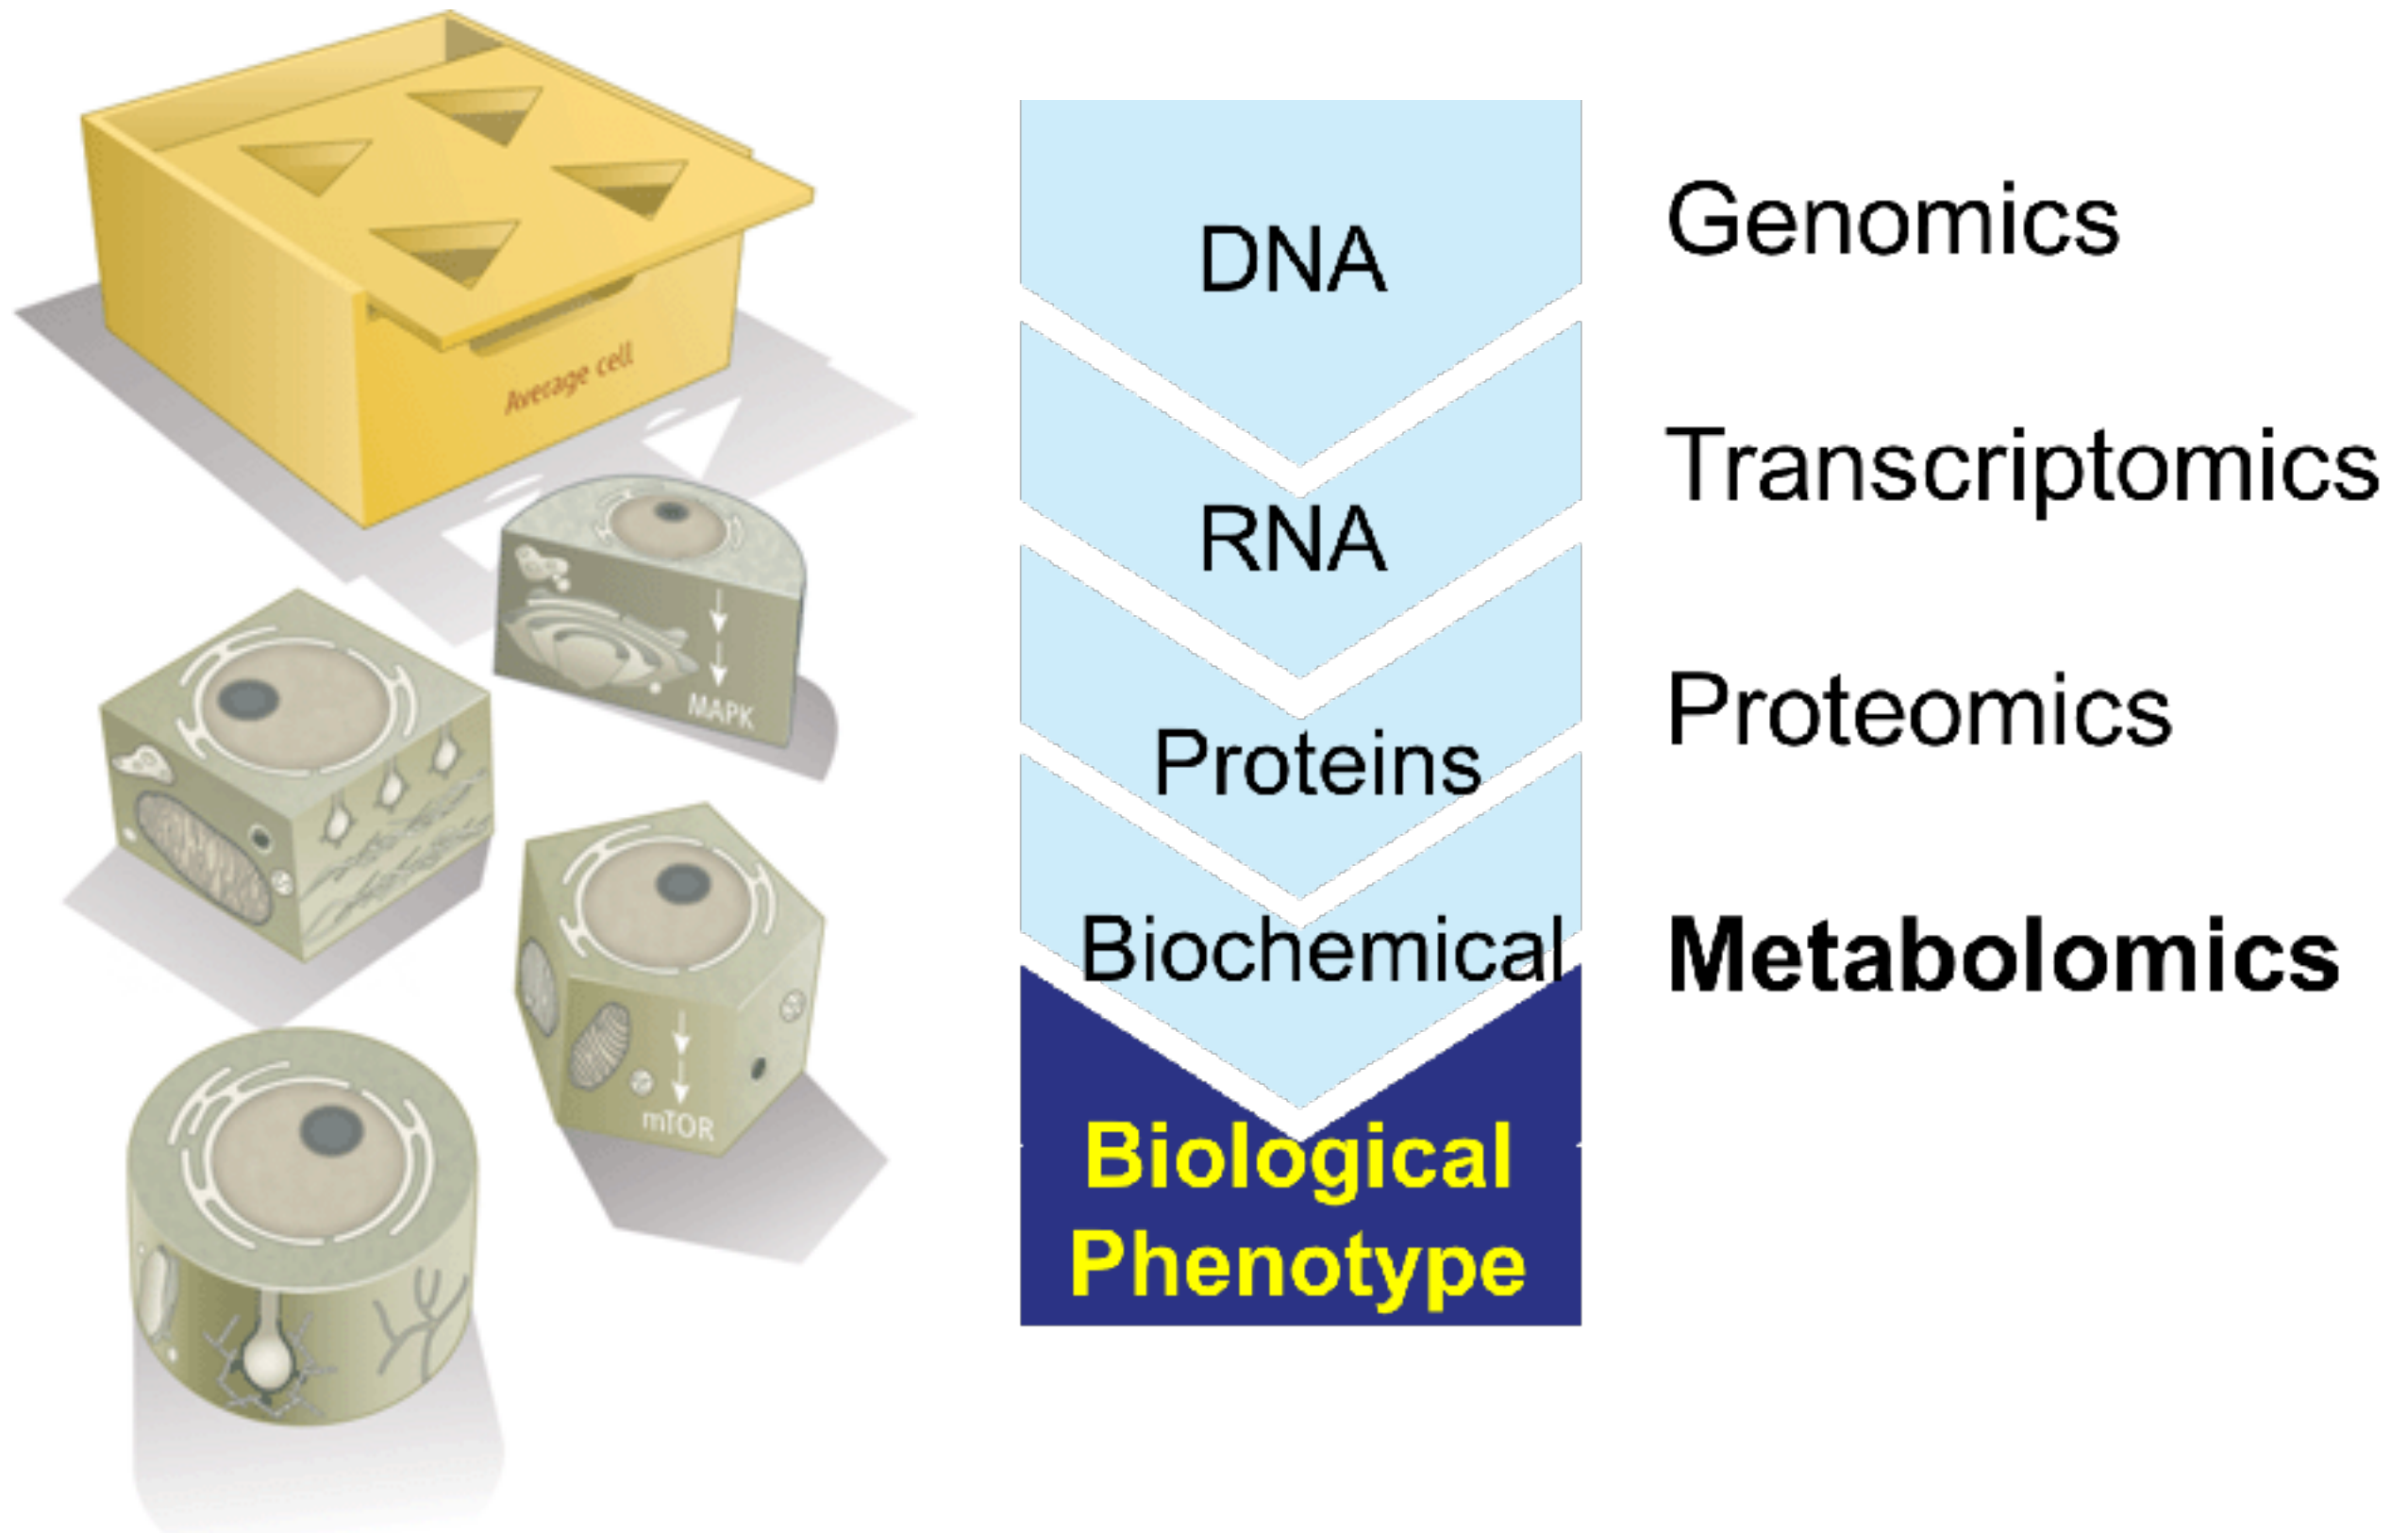 Average cell
MAPK
mTOR
DNA
RNA
Proteins
Biochemical
Biological
Phenotype
Genomics
Transcriptomics
Proteomics
Metabolomics